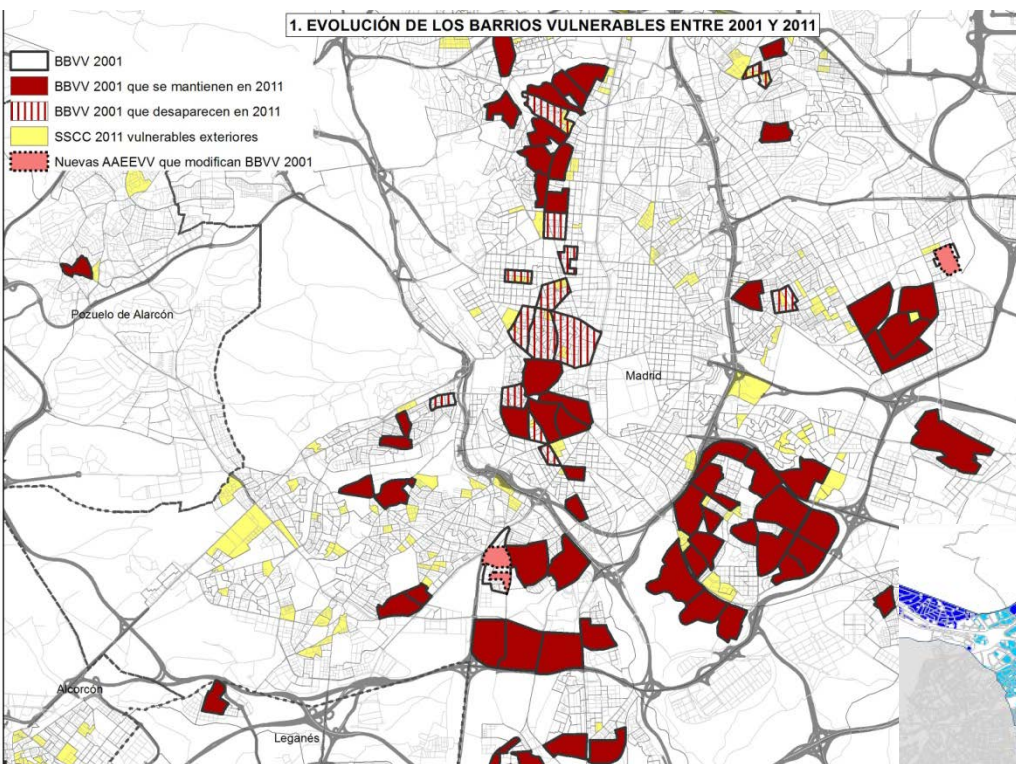 1. EVOLUCIÓN DE LOS BARRIOS VULNERABLES ENTRE 2001 Y 2011
BBVV 2001
BBVV 2001 que se mantienen en 2011
BBVV 2001 que desaparecen en 2011
SSCC 2011 vulnerables exteriores
Nuevas AAEEVV que modifican BBVV 2001
Pozuelo de Alarcón
Madrid
Alcorcón
Leganés